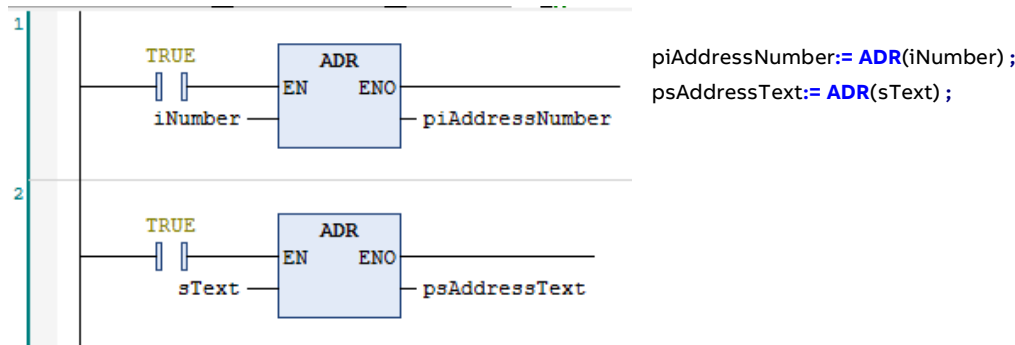 1
TRUE
ADR
EN ENO
iNumber piAddressNumber
2
TRUE
ADR
EN ENO
sText psAddressText
piAddressNumber:= ADR(iNumber) ;
psAddressText:= ADR(sText) ;